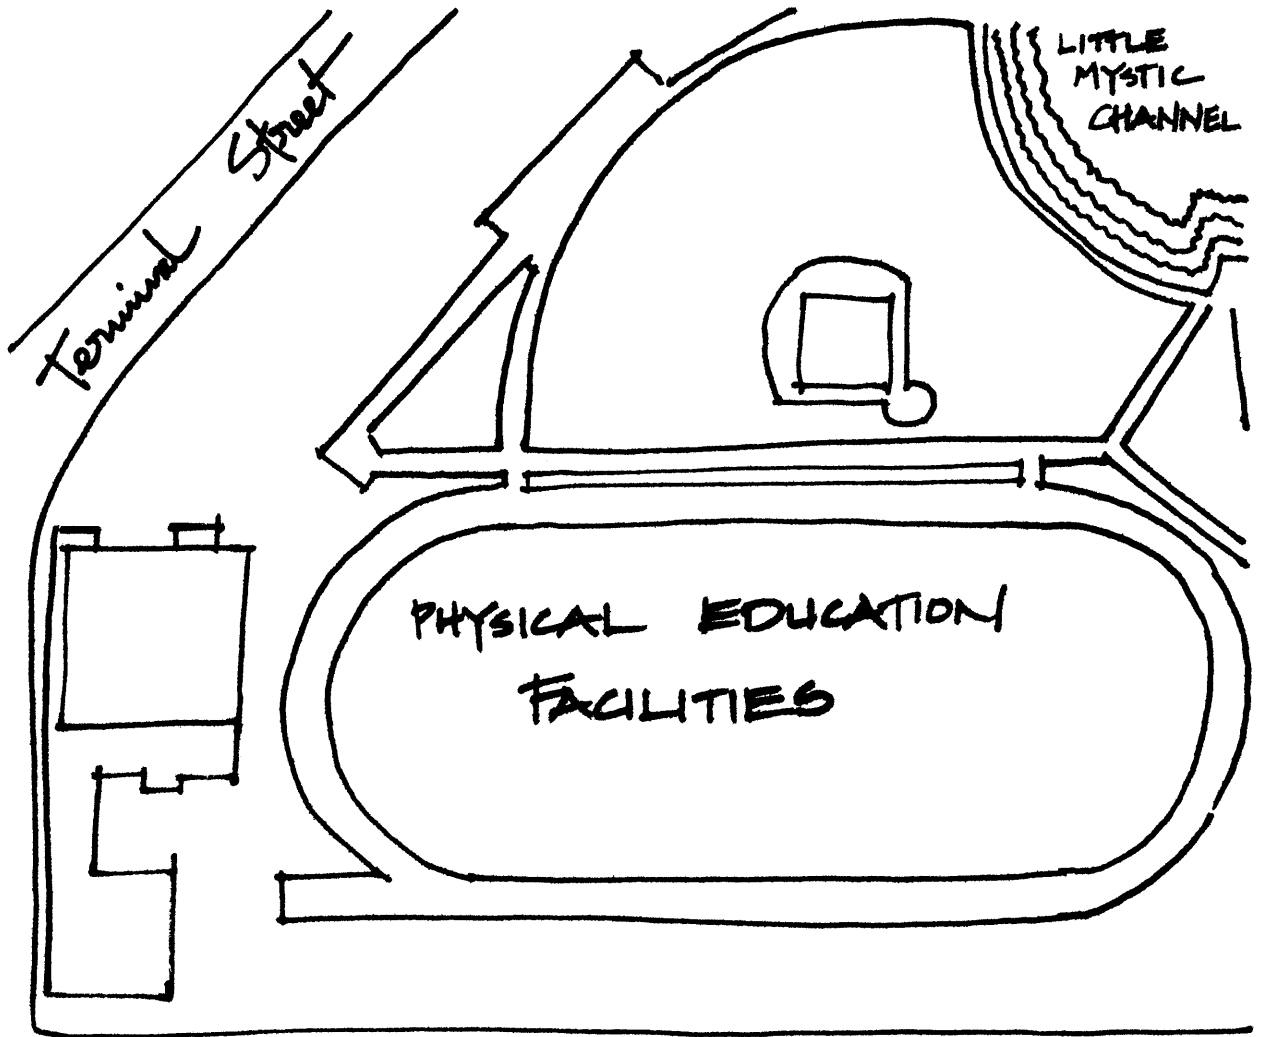 Terminal Street
LITTLE
MYSTIC
CHANNEL
PHYSICAL EDUCATION
FACILITIES